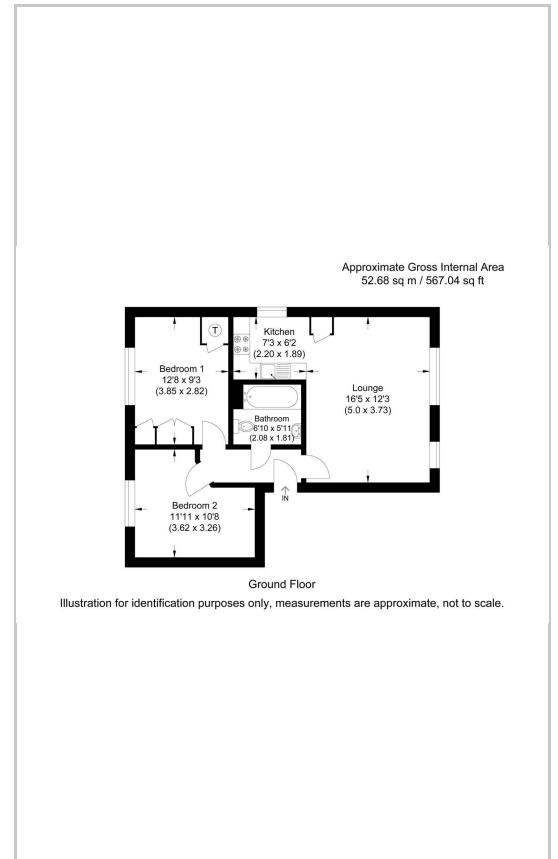 Approximate Gross Internal Area
52.68 sq m / 567.04 sq ft
Kitchen
7'3 x 6'2
(2.20 x 1.89)
T
Bedroom 1
12'8 x 9'3
(3.85 x 2.82)
Lounge
16'5 x 12'3
(5.0 x 3.73)
Bathroom
6'10 x 5'11
(2.08 x 1.81)
IN
Bedroom 2
11'11 x 10'8
(3.62 x 3.26)
Ground Floor
Illustration for identification purposes only, measurements are approximate, not to scale.